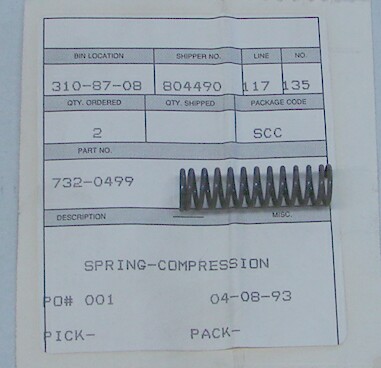 BIN LOCATION SHIPPER NO. LINE NO.
310-87-08 804490 117 135
QTY. ORDERED QTY. SHIPPED PACKAGE CODE
2 SCC
PART NO.
732-0499
DESCRIPTION MISC.
SPRING-COMPRESSION
PO# 001 04-08-93
PICK- PACK-